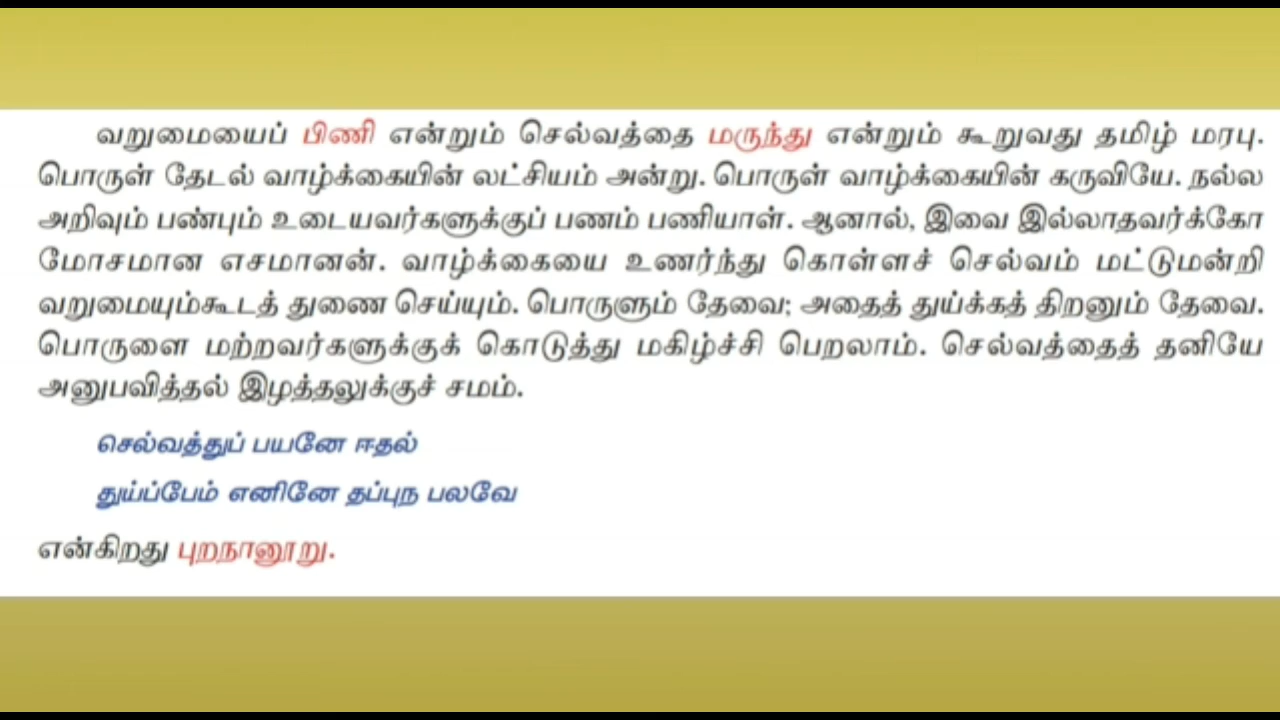 வறுமையைப் பிணி என்றும் செல்வத்தை மருந்து என்றும் கூறுவது தமிழ் மரபு.
பொருள் தேடல் வாழ்க்கையின் லட்சியம் அன்று. பொருள் வாழ்க்கையின் கருவியே. நல்ல
அறிவும் பண்பும் உடையவர்களுக்குப் பணம் பணியாள். ஆனால், இவை இல்லாதவர்க்கோ
மோசமான எசமானன். வாழ்க்கையை உணர்ந்து கொள்ளச் செல்வம் மட்டுமன்றி
வறுமையும்கூடத் துணை செய்யும். பொருளும் தேவை; அதைத் துய்க்கத் திறனும் தேவை.
பொருளை மற்றவர்களுக்குக் கொடுத்து மகிழ்ச்சி பெறலாம். செல்வத்தைத் தனியே
அனுபவித்தல் இழத்தலுக்குச் சமம்.
செல்வத்துப் பயனே ஈதல்
துய்ப்பேம் எனினே தப்புந பலவே
என்கிறது புறநானூறு.